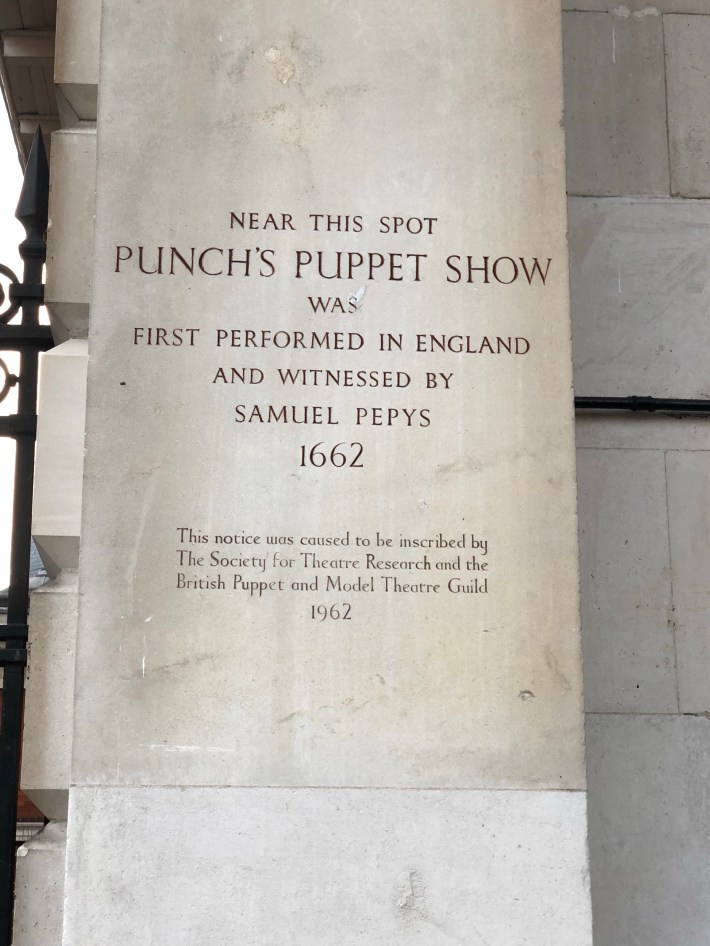 NEAR THIS SPOT
PUNCH'S PUPPET SHOW
WAS
FIRST PERFORMED IN ENGLAND
AND WITNESSED BY
SAMUEL PEPYS
1662
This notice was caused to be inscribed by
The Society for Theatre Research and the
British Puppet and Model Theatre Guild
1962